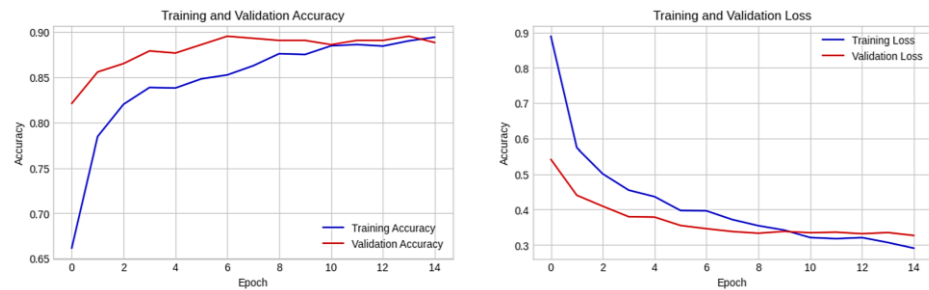 Training and Validation Accuracy
Accuracy
0.90
0.85
0.80
0.75
0.70
0.65
Training Accuracy
Validation Accuracy
0 2 4 6 8 10 12 14
Epoch
Training and Validation Loss
Accuracy
0.9
0.8
0.7
0.6
0.5
0.4
0.3
Training Loss
Validation Loss
0 2 4 6 8 10 12 14
Epoch